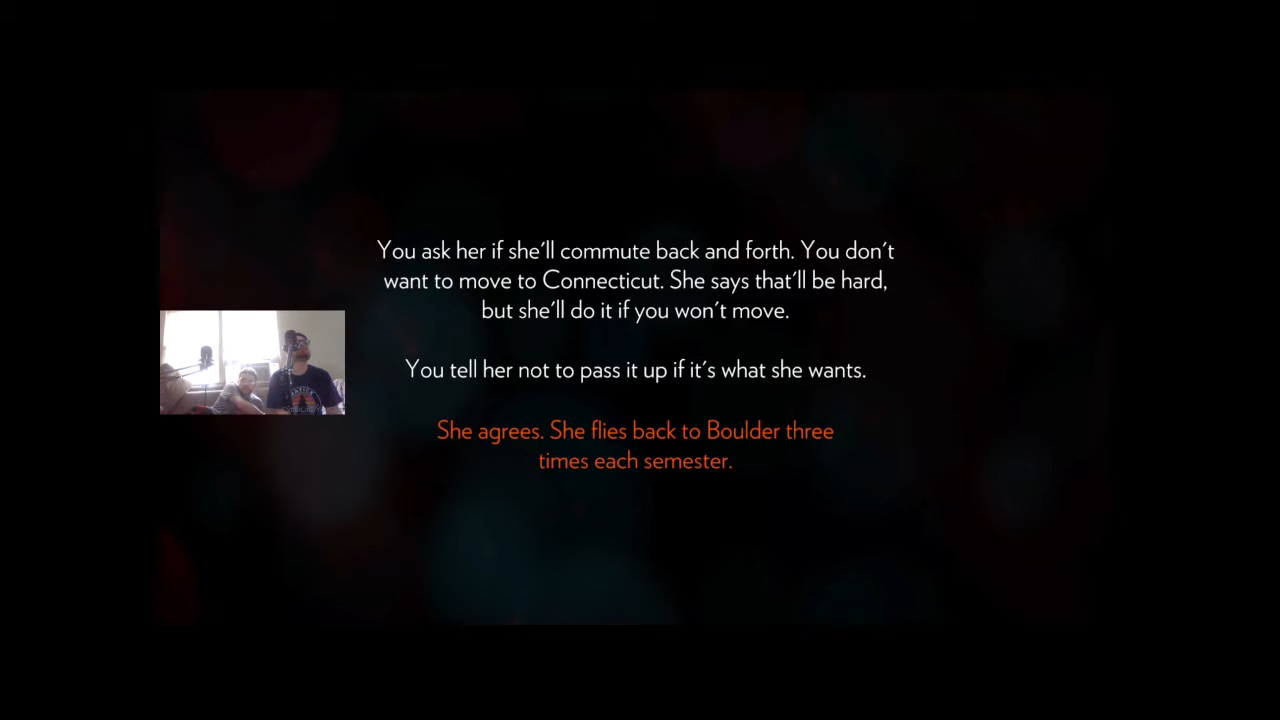 You ask her if she'll commute back and forth. You don't
want to move to Connecticut. She says that'll be hard,
but she'll do it if you won't move.
You tell her not to pass it up if it's what she wants.
She agrees. She flies back to Boulder three
times each semester.